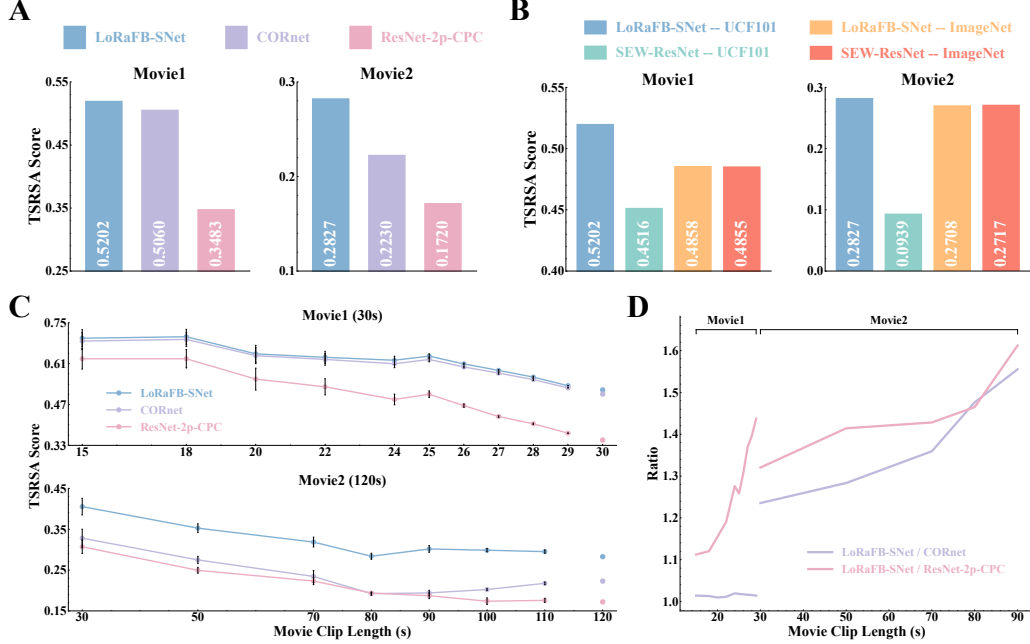 A
LoRaFB-SNet
CORnet
ResNet-2p-CPC
Movie1
Movie2
TSRSA Score
0.55
0.45
0.35
0.25
0.5202
0.5060
0.3483
0.3
0.2
0.1
0.2827
0.2230
0.1720
B
LoRaFB-SNet -- UCF101
LoRaFB-SNet -- ImageNet
SEW-ResNet -- UCF101
SEW-ResNet -- ImageNet
Movie1
Movie2
TSRSA Score
0.55
0.50
0.45
0.40
0.5202
0.4516
0.4858
0.4855
0.3
0.2
0.1
0.0
0.2827
0.0939
0.2708
0.2717
C
Movie1 (30s)
0.75
0.61
0.47
0.33
LoRaFB-SNet
CORnet
ResNet-2p-CPC
15 18 20 22 24 25 26 27 28 29 30
TSRSA Score
Movie2 (120s)
0.45
0.35
0.25
0.15
30 50 70 80 90 100 110 120
Movie Clip Length (s)
D
Movie1
Movie2
Ratio
1.6
1.5
1.4
1.3
1.2
1.1
1.0
LoRaFB-SNet / CORnet
LoRaFB-SNet / ResNet-2p-CPC
20 30 40 50 60 70 80 90
Movie Clip Length (s)